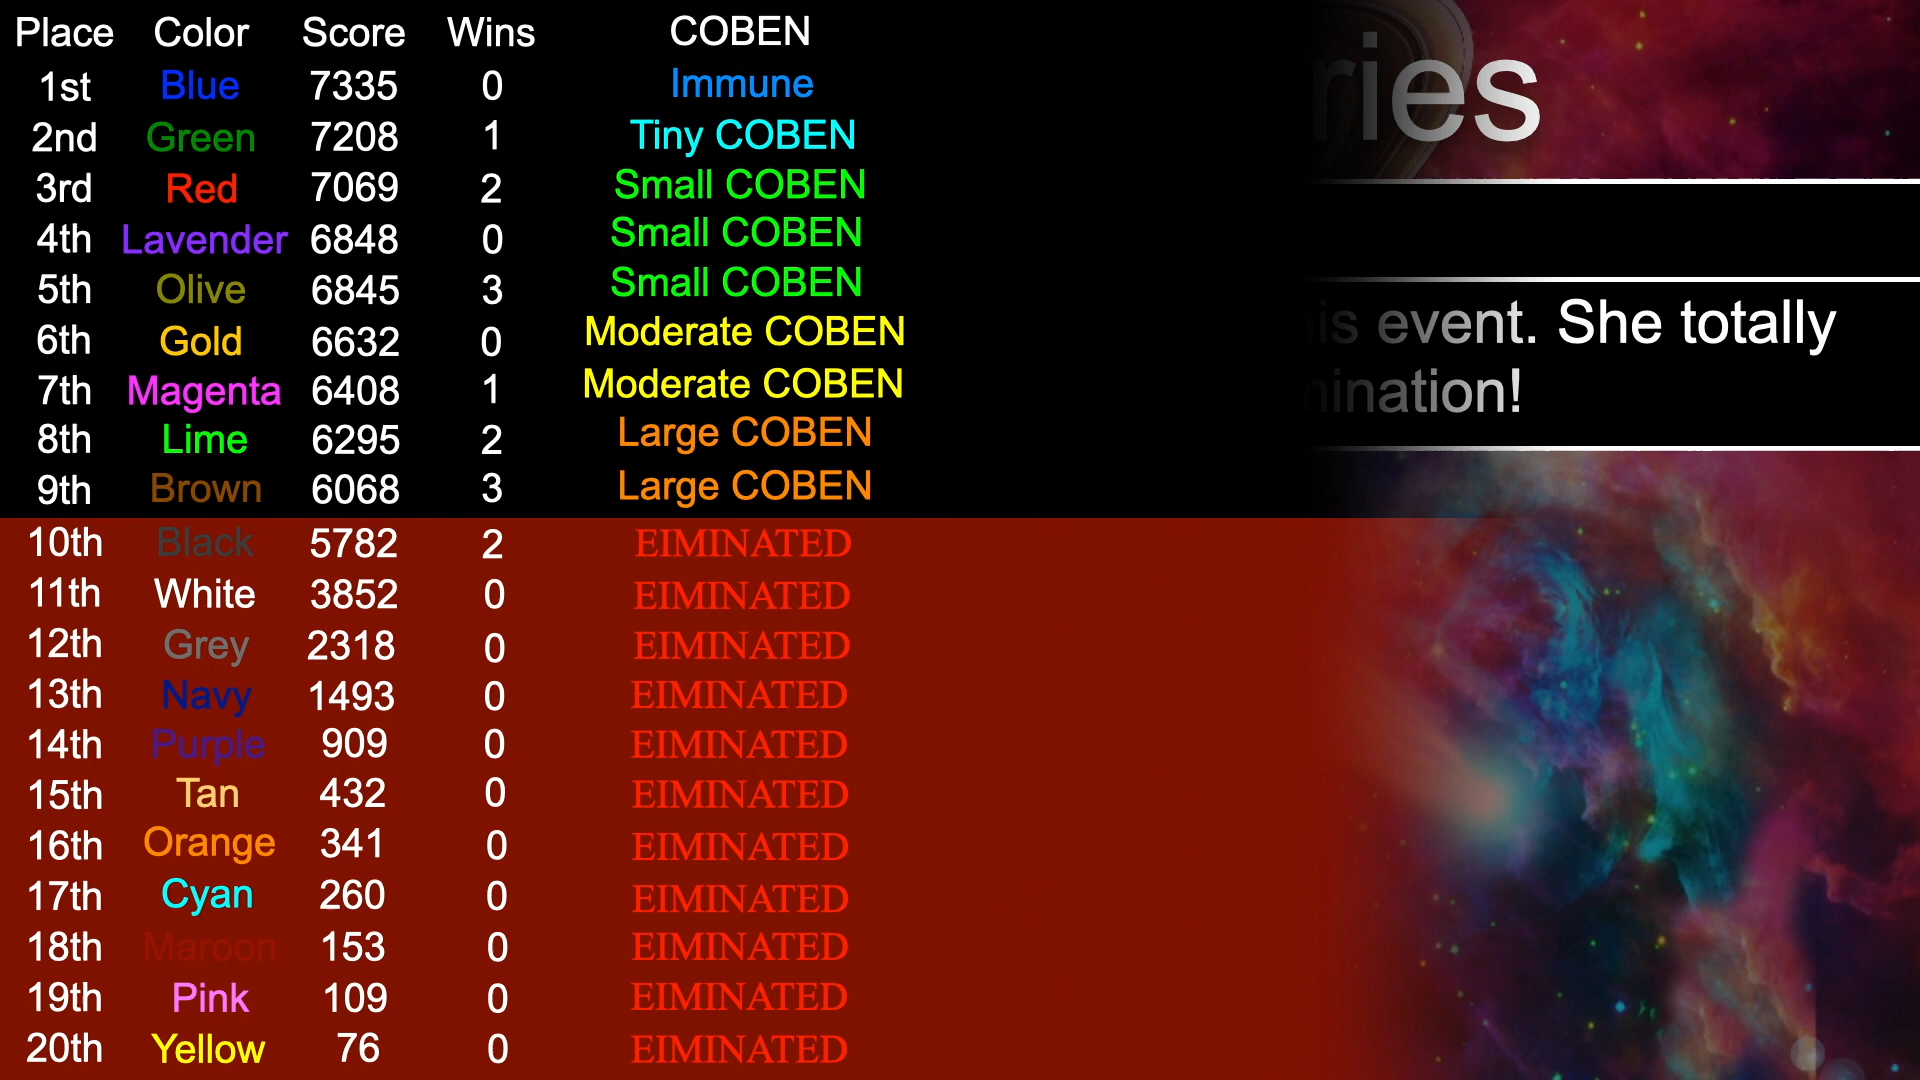 Place Color Score Wins COBEN
1st Blue 7335 0 Immune
2nd Green 7208 1 Tiny COBEN
3rd Red 7069 2 Small COBEN
4th Lavender 6848 0 Small COBEN
5th Olive 6845 3 Small COBEN
6th Gold 6632 0 Moderate COBEN
7th Magenta 6408 1 Moderate COBEN
8th Lime 6295 2 Large COBEN
9th Brown 6068 3 Large COBEN
10th Black 5782 2 EIMINATED
11th White 3852 0 EIMINATED
12th Grey 2318 0 EIMINATED
13th Navy 1493 0 EIMINATED
14th Purple 909 0 EIMINATED
15th Tan 432 0 EIMINATED
16th Orange 341 0 EIMINATED
17th Cyan 260 0 EIMINATED
18th Maroon 153 0 EIMINATED
19th Pink 109 0 EIMINATED
20th Yellow 76 0 EIMINATED
ries
is event. She totally
mination!